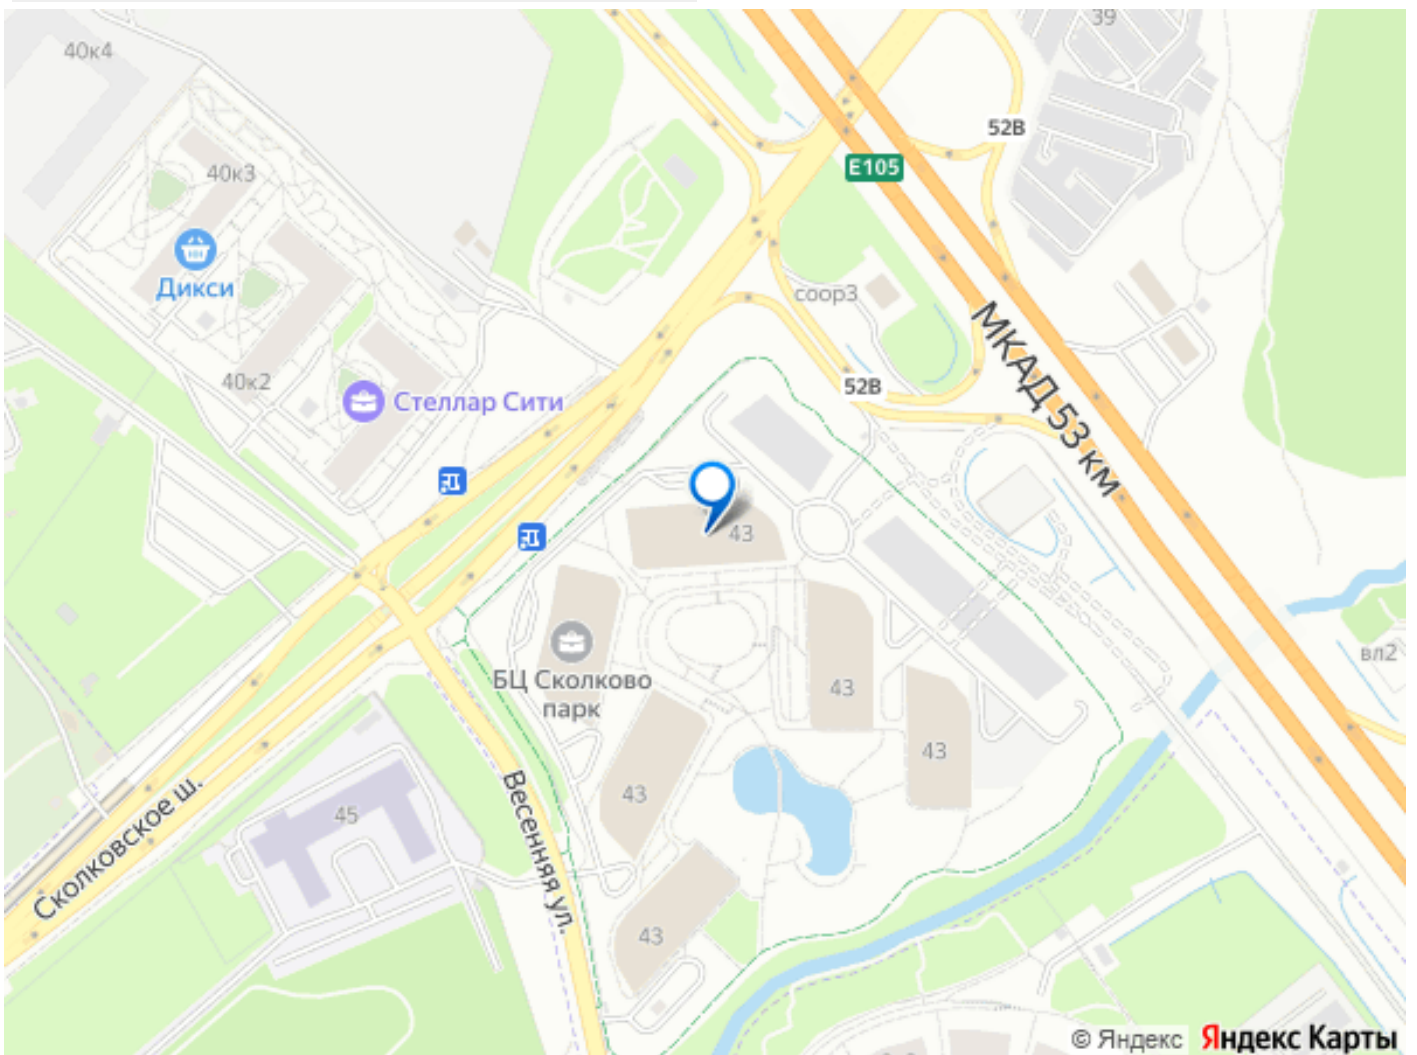 39
40к4
52В
Е105
40к3
Дикси
соор3
МКАД 53 км
40к2
52В
Стеллар Сити
43
БЦ Сколково
парк
вл2
43
43
43
Весенняя ул.
Сколковское ш.
45
43
© Яндекс Яндекс Карты